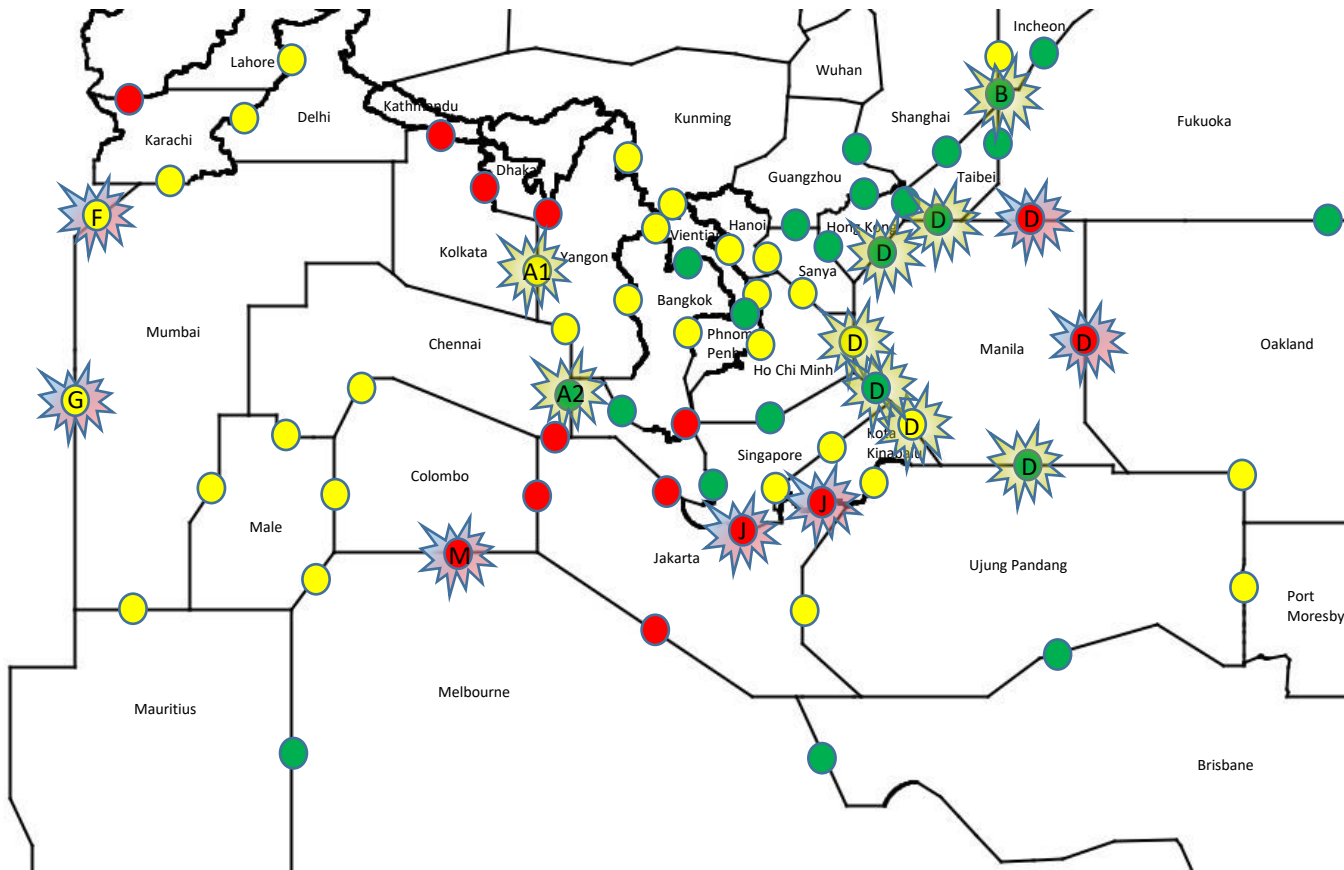 Incheon
Lahore
Wuhan
B
Kathmandu
Delhi
Kunming
Shanghai
Fukuoka
Karachi
Dhaka
Guangzhou
Taibei
F
Hanoi
Hong Kong
D
D
Vientian
Kolkata
A1
Yangon
D
Sanya
Bangkok
Mumbai
Chennai
Phnom
Penh
D
Manila
D
Oakland
Ho Chi Minh
G
A2
D
D
Kota
Kinabalu
Singapore
Colombo
D
J
Male
J
M
Jakarta
Ujung Pandang
Port
Moresby
Melbourne
Mauritius
Brisbane